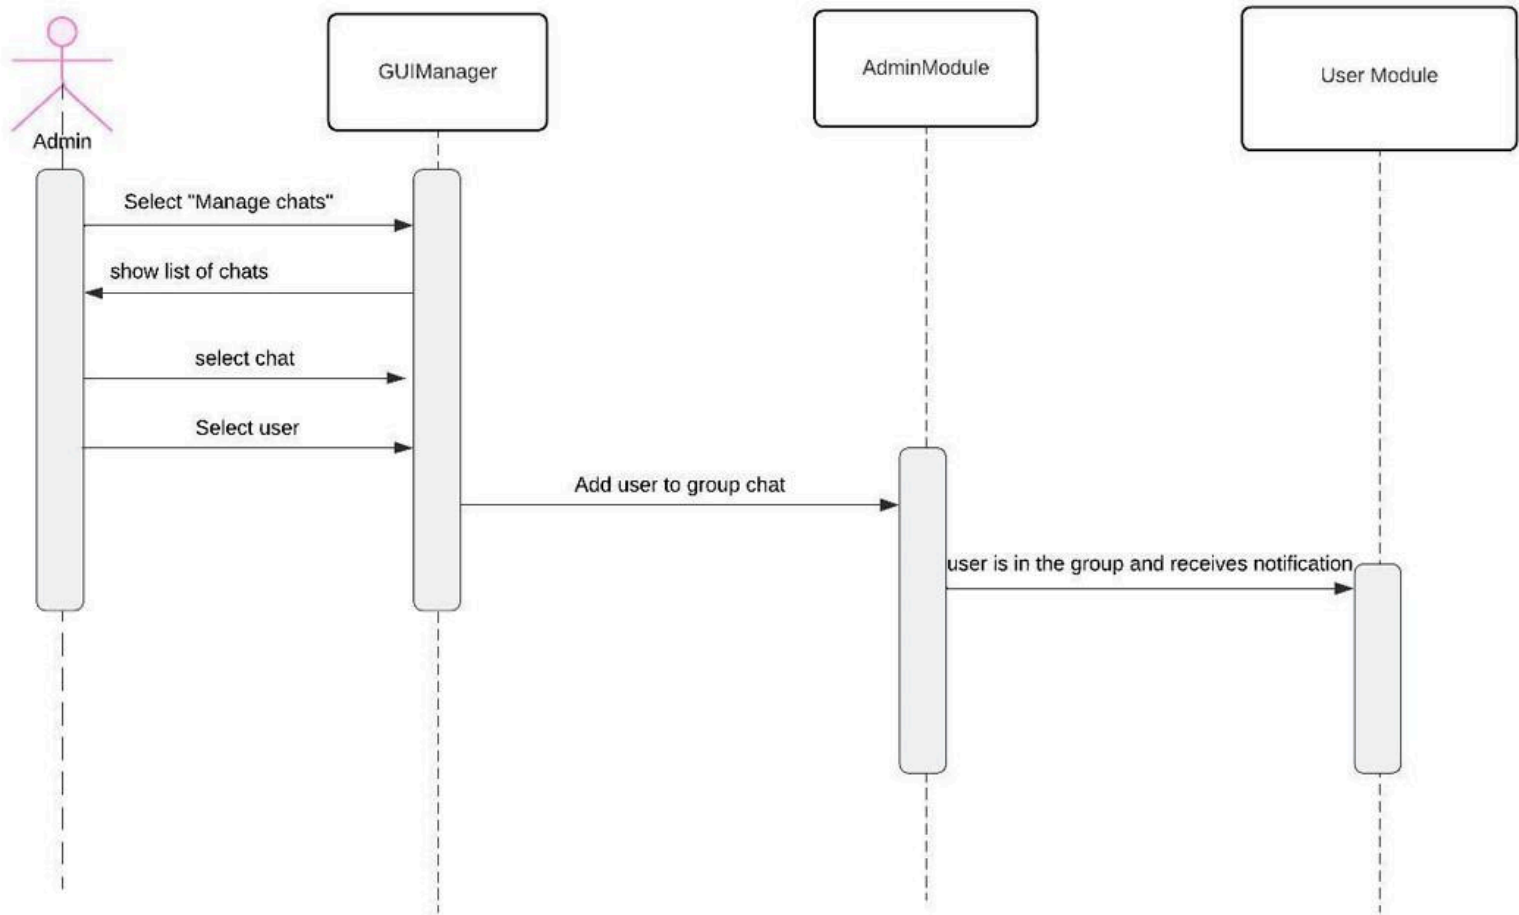 GUIManager
AdminModule
User Module
Admin
Select "Manage chats"
show list of chats
select chat
Select user
Add user to group chat
user is in the group and receives notification